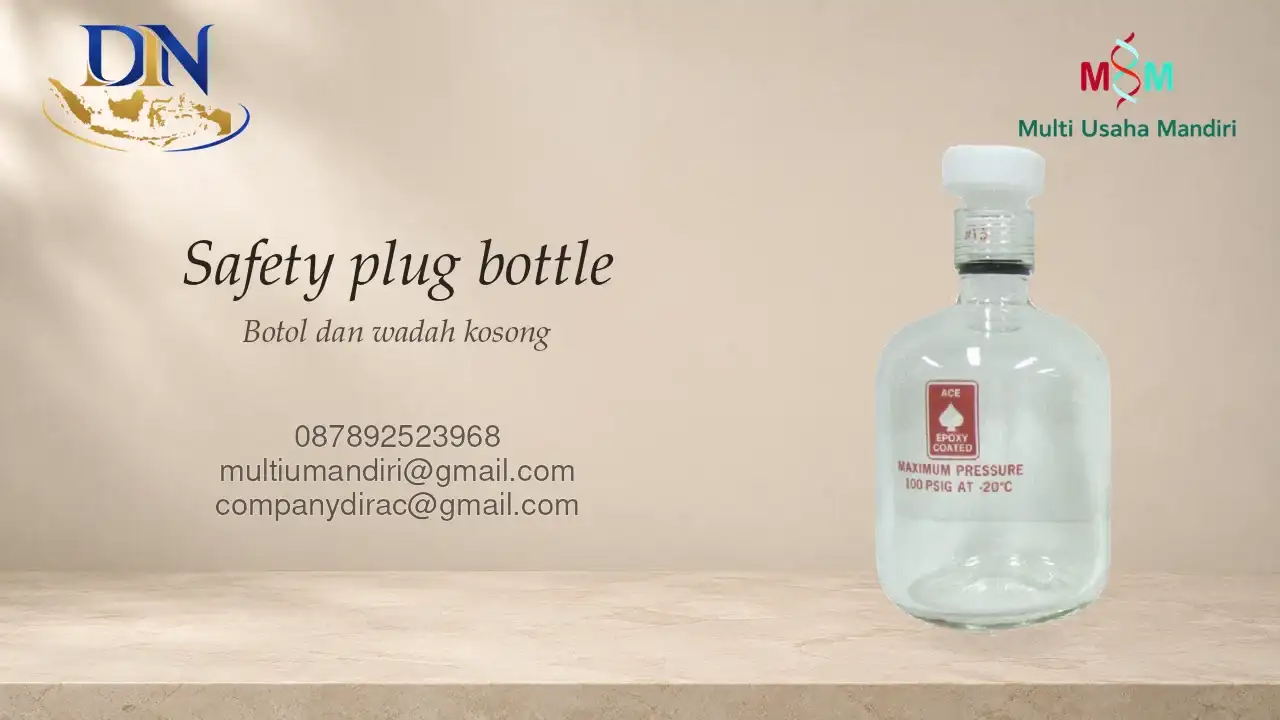 DN
MSM
Multi Usaha Mandiri
Safety plug bottle
Botol dan wadah kosong
087892523968
multiumandiri@gmail.com
companydirac@gmail.com
ACE
EPOXY
COATED
MAXIMUM PRESSURE
100 PSIG AT -20°C